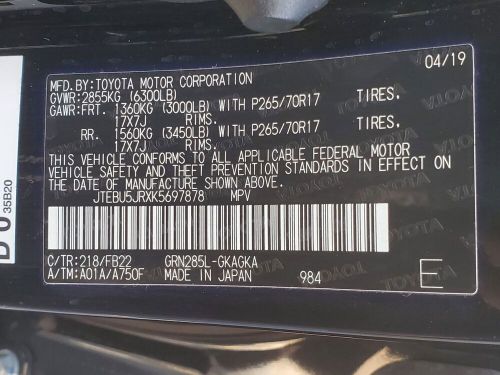 04/19
MFD.BY:TOYOTA MOTOR CORPORATION
GVWR:2855KG (6300LB)
GAWR:FRT. 1360KG (3000LB) WITH P265/70R17 TIRES.
17X7J RIMS.
RR. 1560KG (3450LB) WITH P265/70R17 TIRES.
17X7J RIMS.
THIS VEHICLE CONFORMS TO ALL APPLICABLE FEDERAL MOTOR
VEHICLE SAFETY AND THEFT PREVENTION STANDARDS IN EFFECT ON
THE DATE OF MANUFACTURE SHOWN ABOVE.
JTEBU5JRXK5697878 MPV
C/TR:218/FB22 GRN285L-GKAGKA
A/TM:A01A/A750F MADE IN JAPAN 984 E
35B20